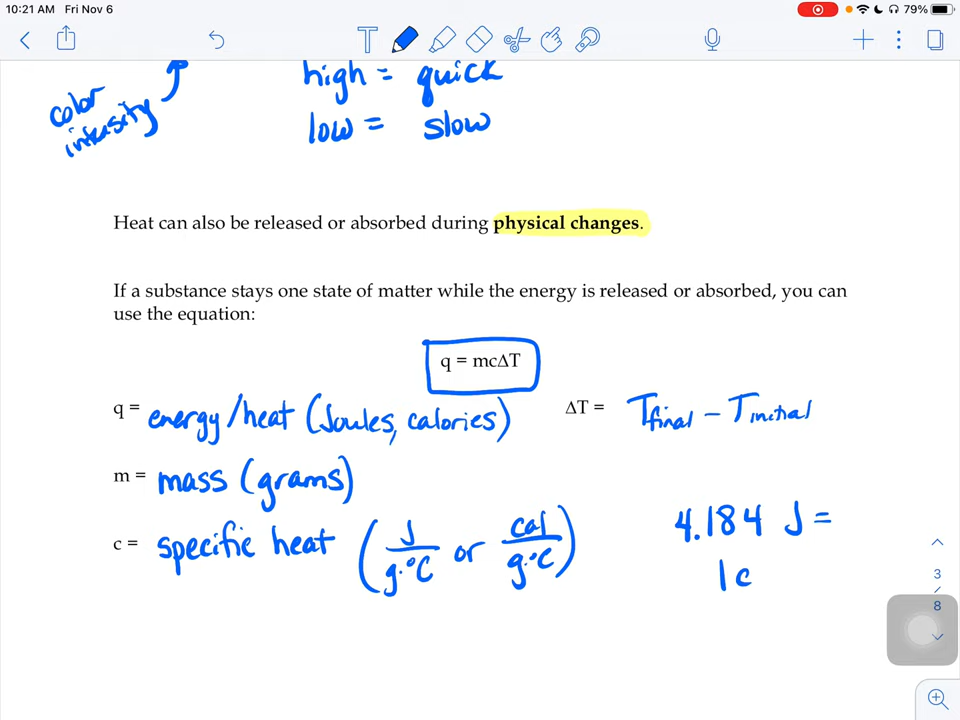 10:21 AM Fri Nov 6
79%
T
high = quick
color
intensity
low = slow
Heat can also be released or absorbed during physical changes.
If a substance stays one state of matter while the energy is released or absorbed, you can
use the equation:
q = mcΔT
q = energy/heat (Joules, calories)
ΔT = Tfinal - Tinitial
m = mass (grams)
c = specific heat (J/g·°C or cal/g·°C)
4.184 J =
1 c
3
/
8